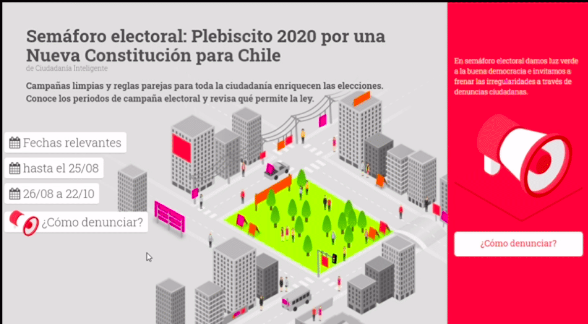 Semáforo electoral: Plebiscito 2020 por una
Nueva Constitución para Chile
de Ciudadanía Inteligente
Campañas limpias y reglas parejas para toda la ciudadanía enriquecen las elecciones.
Conoce los periodos de campaña electoral y revisa qué permite la ley.
Fechas relevantes
hasta el 25/08
26/08 a 22/10
¿Cómo denunciar?
En semáforo electoral damos luz verde
a la buena democracia e invitamos a
frenar las irregularidades a través de
denuncias ciudadanas.
¿Cómo denunciar?